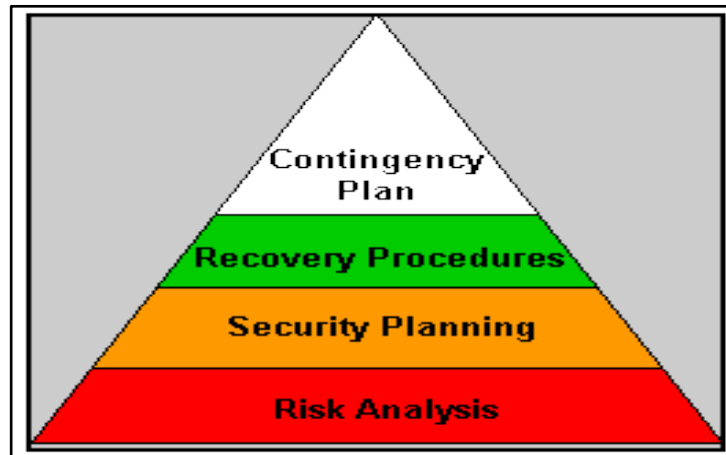 Contingency
Plan
Recovery Procedures
Security Planning
Risk Analysis